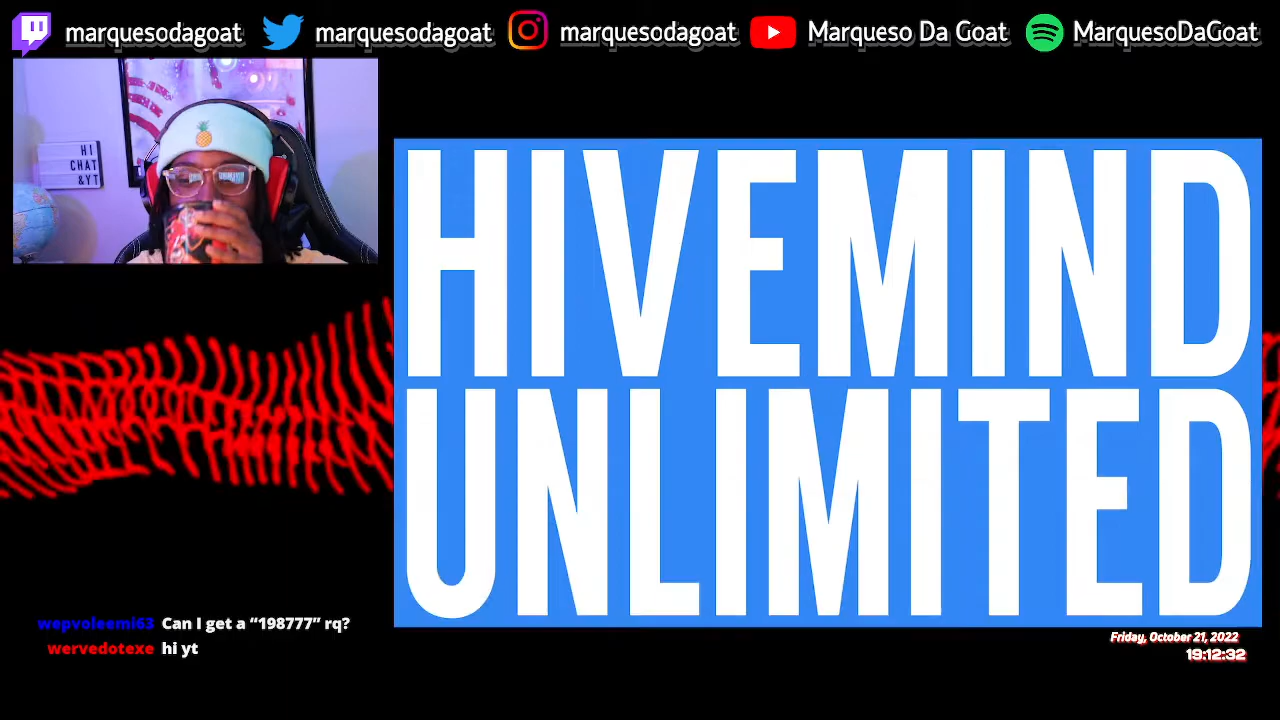 marquesodagoat marquesodagoat marquesodagoat Marqueso Da Goat MarquesoDaGoat
HI
CHAT
&YT
HIVEMIND
UNLIMITED
wepvoleemi63 Can I get a “198777” rq?
wervedotexe hi yt
Friday, October 21, 2022
19:12:32